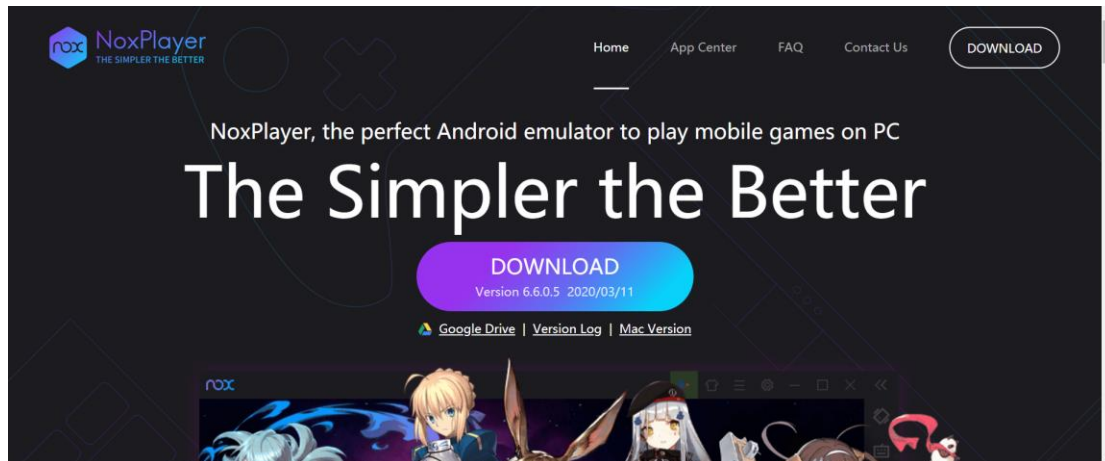 nox NoxPlayer
THE SIMPLER THE BETTER
Home App Center FAQ Contact Us DOWNLOAD
NoxPlayer, the perfect Android emulator to play mobile games on PC
The Simpler the Better
DOWNLOAD
Version 6.6.0.5 2020/03/11
Google Drive | Version Log | Mac Version
nox